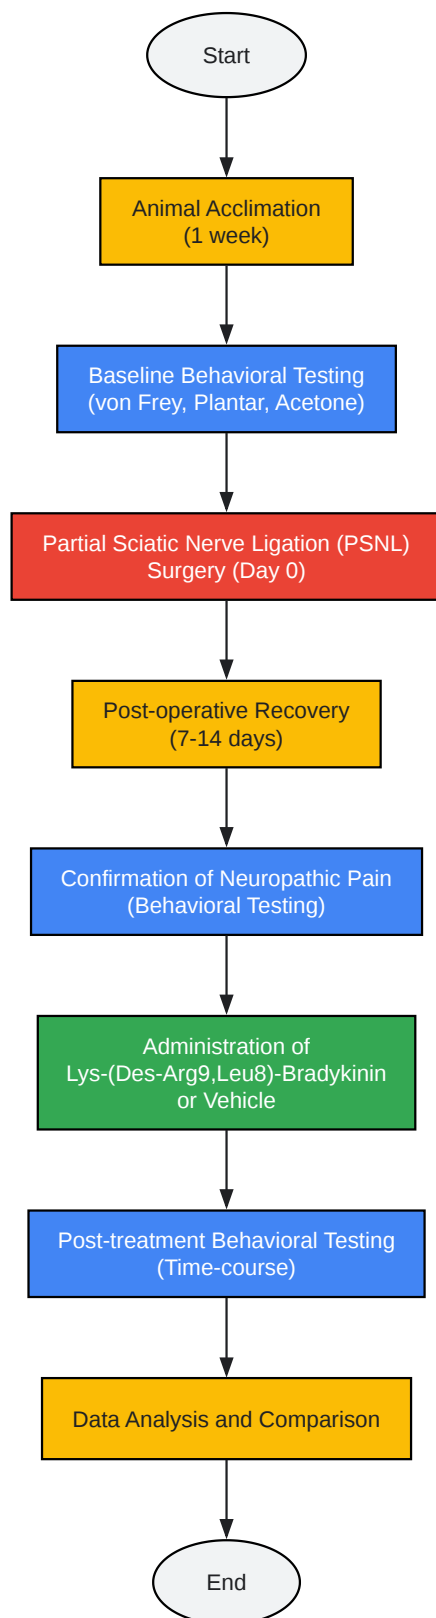 Start
Animal Acclimation
(1 week)
Baseline Behavioral Testing
(von Frey, Plantar, Acetone)
Partial Sciatic Nerve Ligation (PSNL)
Surgery (Day 0)
Post-operative Recovery
(7-14 days)
Confirmation of Neuropathic Pain
(Behavioral Testing)
Administration of
Lys-(Des-Arg9,Leu8)-Bradykinin
or Vehicle
Post-treatment Behavioral Testing
(Time-course)
Data Analysis and Comparison
End